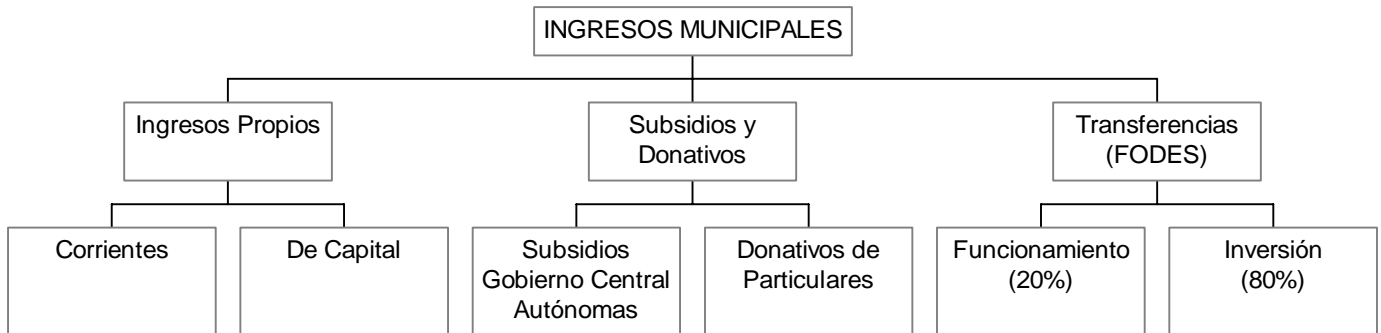 INGRESOS MUNICIPALES
Ingresos Propios
Subsidios y
Donativos
Transferencias
(FODES)
Corrientes
De Capital
Subsidios
Gobierno Central
Autónomas
Donativos de
Particulares
Funcionamiento
(20%)
Inversión
(80%)